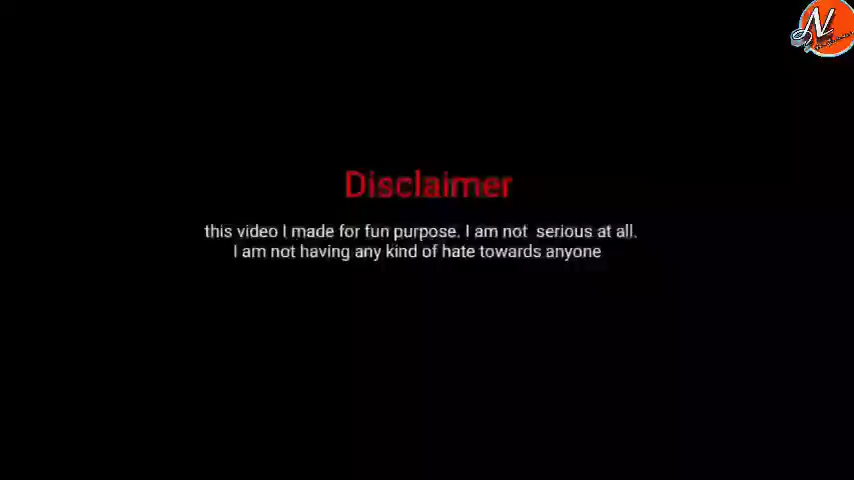 N
Disclaimer
this video I made for fun purpose. I am not serious at all.
I am not having any kind of hate towards anyone